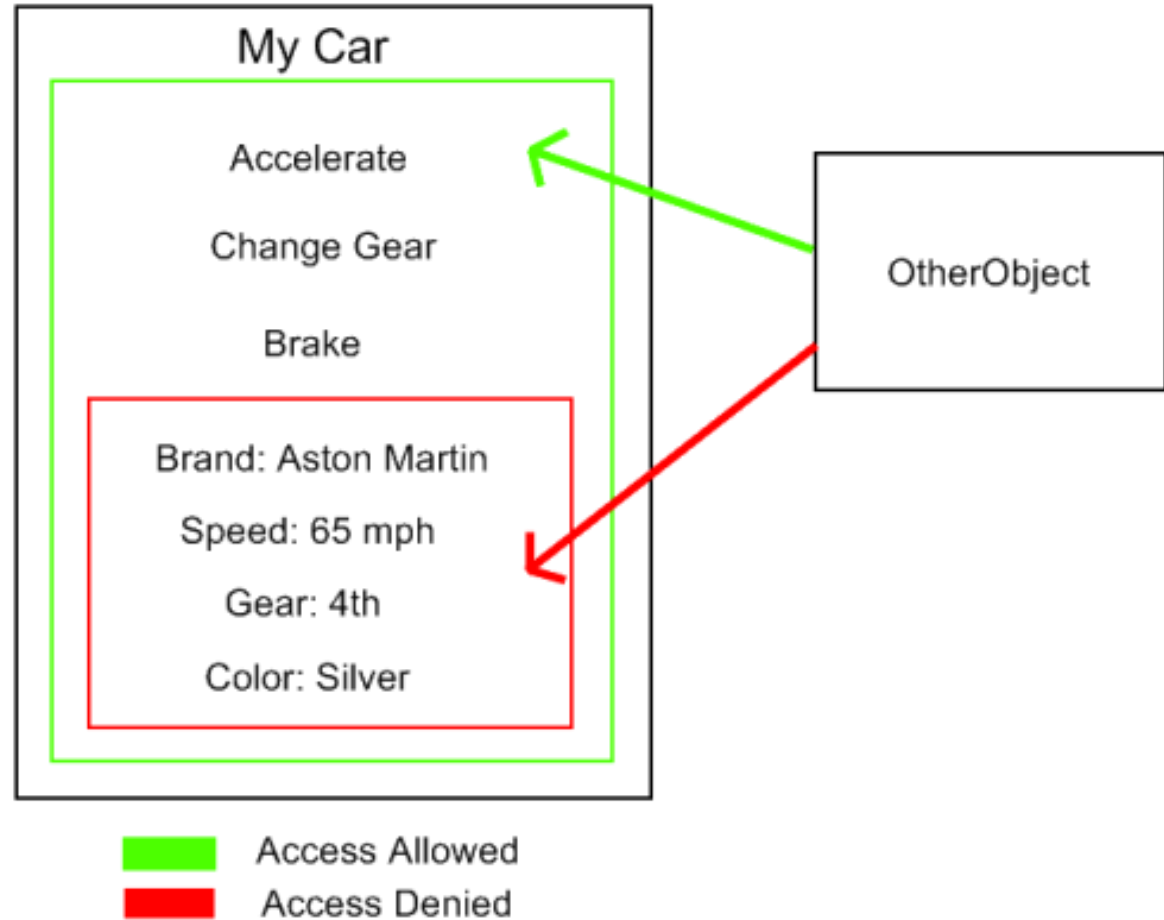 My Car
Accelerate
Change Gear
Brake
Brand: Aston Martin
Speed: 65 mph
Gear: 4th
Color: Silver
OtherObject
Access Allowed
Access Denied